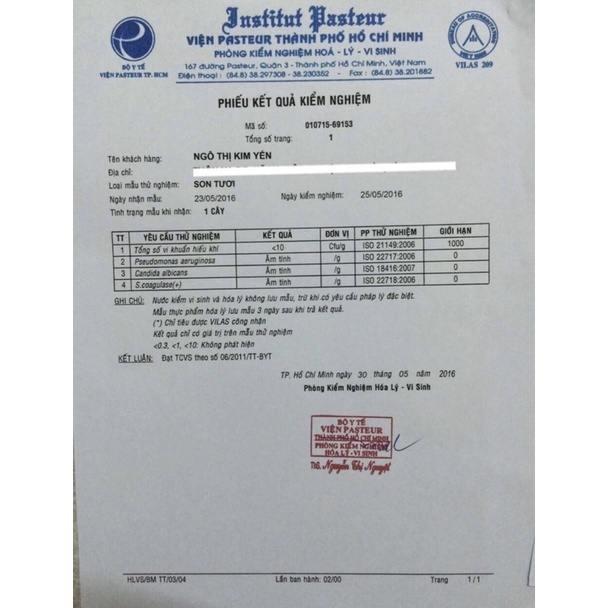 Institut Pasteur
VIỆN PASTEUR THÀNH PHỐ HỒ CHÍ MINH
PHÒNG KIỂM NGHIỆM HOÁ - LÝ - VI SINH
167 đường Pasteur, Quận 3 - Thành phố Hồ Chí Minh, Việt Nam
Điện thoại : (84.8) 38.297308 - 38.230352 - Fax : (84.8) 38.201882
BỘ Y TẾ
VIỆN PASTEUR TP. HCM
BUREAU OF ACCREDITATION
VILAS 209
PHIẾU KẾT QUẢ KIỂM NGHIỆM
Mã số: 010715-69153
Tổng số trang: 1
Tên khách hàng: NGÔ THỊ KIM YẾN
Địa chỉ:
Loại mẫu thử nghiệm: SON TƯƠI
Ngày nhận mẫu: 23/05/2016 Ngày kiểm nghiệm: 25/05/2016
Tình trạng mẫu khi nhận: 1 CÂY
TT YÊU CẦU THỬ NGHIỆM KẾT QUẢ ĐƠN VỊ PP THỬ NGHIỆM GIỚI HẠN
1 Tổng số vi khuẩn hiếu khí <10 Cfu/g ISO 21149:2006 1000
2 Pseudomonas aeruginosa Âm tính /g ISO 22717:2006 0
3 Candida albicans Âm tính /g ISO 18416:2007 0
4 S.coagulase(+) Âm tính /g ISO 22718:2006 0
GHI CHÚ: Nước kiểm vi sinh và hóa lý không lưu mẫu, trừ khi có yêu cầu pháp lý đặc biệt.
Mẫu thực phẩm hóa lý lưu mẫu 3 ngày sau khi trả kết quả.
(*) Chỉ tiêu được VILAS công nhận
Kết quả chỉ có giá trị trên mẫu thử nghiệm
<0.3, <1, <10: Không phát hiện
KẾT LUẬN: Đạt TCVS theo số 06/2011/TT-BYT
TP. Hồ Chí Minh ngày 30 tháng 05 năm 2016
Phòng Kiểm Nghiệm Hóa Lý - Vi Sinh
BỘ Y TẾ
VIỆN PASTEUR
THÀNH PHỐ HỒ CHÍ MINH
PHÒNG KIỂM NGHIỆM
HÓA LÝ - VI SINH
ThS. Nguyễn Thị Nguyệt
HLVS/BM TT/03/04 Lần ban hành: 02/00 Trang 1 / 1